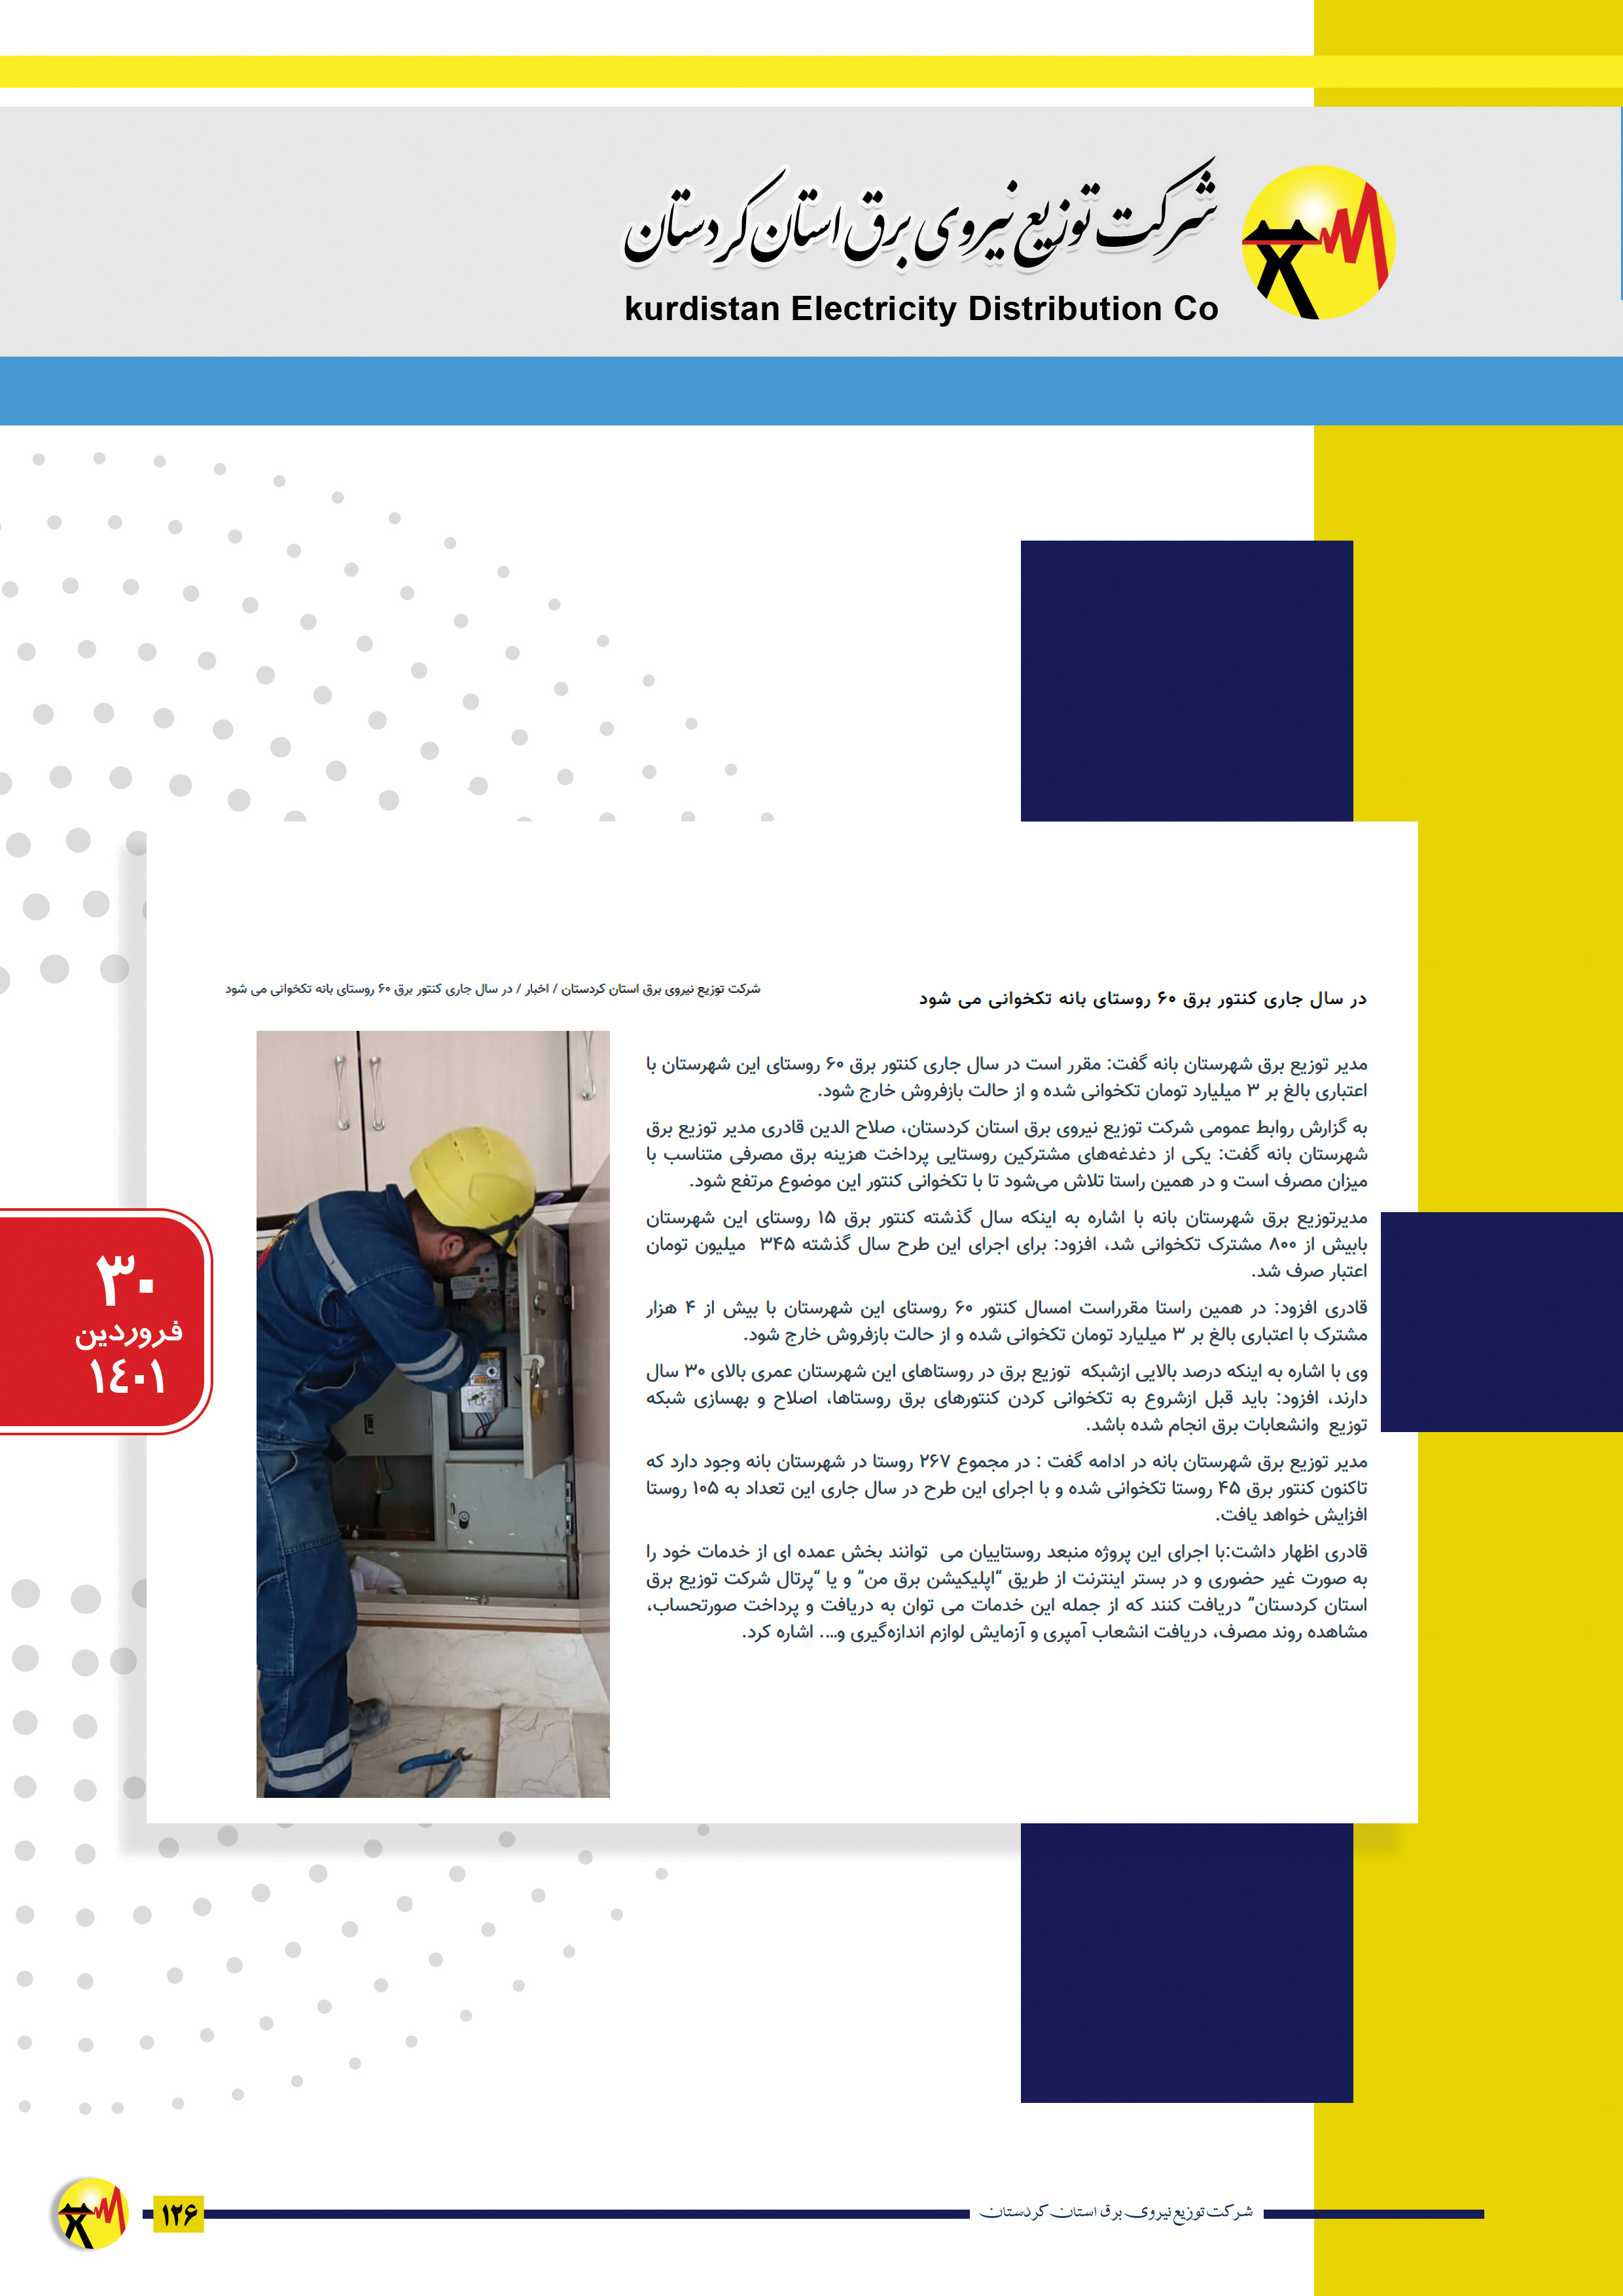 شرکت توزیع نیروی برق استان کردستان
kurdistan Electricity Distribution Co
در سال جاری کنتور برق ۶۰ روستای بانه تکخوانی می شود
شرکت توزیع نیروی برق استان کردستان / اخبار / در سال جاری کنتور برق ۶۰ روستای بانه تکخوانی می شود
مدیر توزیع برق شهرستان بانه گفت: مقرر است در سال جاری کنتور برق ۶۰ روستای این شهرستان با
اعتباری بالغ بر ۳ میلیارد تومان تکخوانی شده و از حالت بازفروش خارج شود.
به گزارش روابط عمومی شرکت توزیع نیروی برق استان کردستان، صلاح الدین قادری مدیر توزیع برق
شهرستان بانه گفت: یکی از دغدغه‌های مشترکین روستایی پرداخت هزینه برق مصرفی متناسب با
میزان مصرف است و در همین راستا تلاش می‌شود تا با تکخوانی کنتور این موضوع مرتفع شود.
مدیرتوزیع برق شهرستان بانه با اشاره به اینکه سال گذشته کنتور برق ۱۵ روستای این شهرستان
بابیش از ۸۰۰ مشترک تکخوانی شد، افزود: برای اجرای این طرح سال گذشته ۳۴۵ میلیون تومان
اعتبار صرف شد.
قادری افزود: در همین راستا مقرراست امسال کنتور ۶۰ روستای این شهرستان با بیش از ۴ هزار
مشترک با اعتباری بالغ بر ۳ میلیارد تومان تکخوانی شده و از حالت بازفروش خارج شود.
وی با اشاره به اینکه درصد بالایی ازشبکه توزیع برق در روستاهای این شهرستان عمری بالای ۳۰ سال
دارند، افزود: باید قبل ازشروع به تکخوانی کردن کنتورهای برق روستاها، اصلاح و بهسازی شبکه
توزیع وانشعابات برق انجام شده باشد.
مدیر توزیع برق شهرستان بانه در ادامه گفت : در مجموع ۲۶۷ روستا در شهرستان بانه وجود دارد که
تاکنون کنتور برق ۴۵ روستا تکخوانی شده و با اجرای این طرح در سال جاری این تعداد به ۱۰۵ روستا
افزایش خواهد یافت.
قادری اظهار داشت:با اجرای این پروژه منبعد روستاییان می توانند بخش عمده ای از خدمات خود را
به صورت غیر حضوری و در بستر اینترنت از طریق “اپلیکیشن برق من” و یا “پرتال شرکت توزیع برق
استان کردستان” دریافت کنند که از جمله این خدمات می توان به دریافت و پرداخت صورتحساب،
مشاهده روند مصرف، دریافت انشعاب آمپری و آزمایش لوازم اندازه‌گیری و…. اشاره کرد.
۳۰
فروردین
١٤٠١
شرکت توزیع نیروی برق استان کردستان
۱۲۶